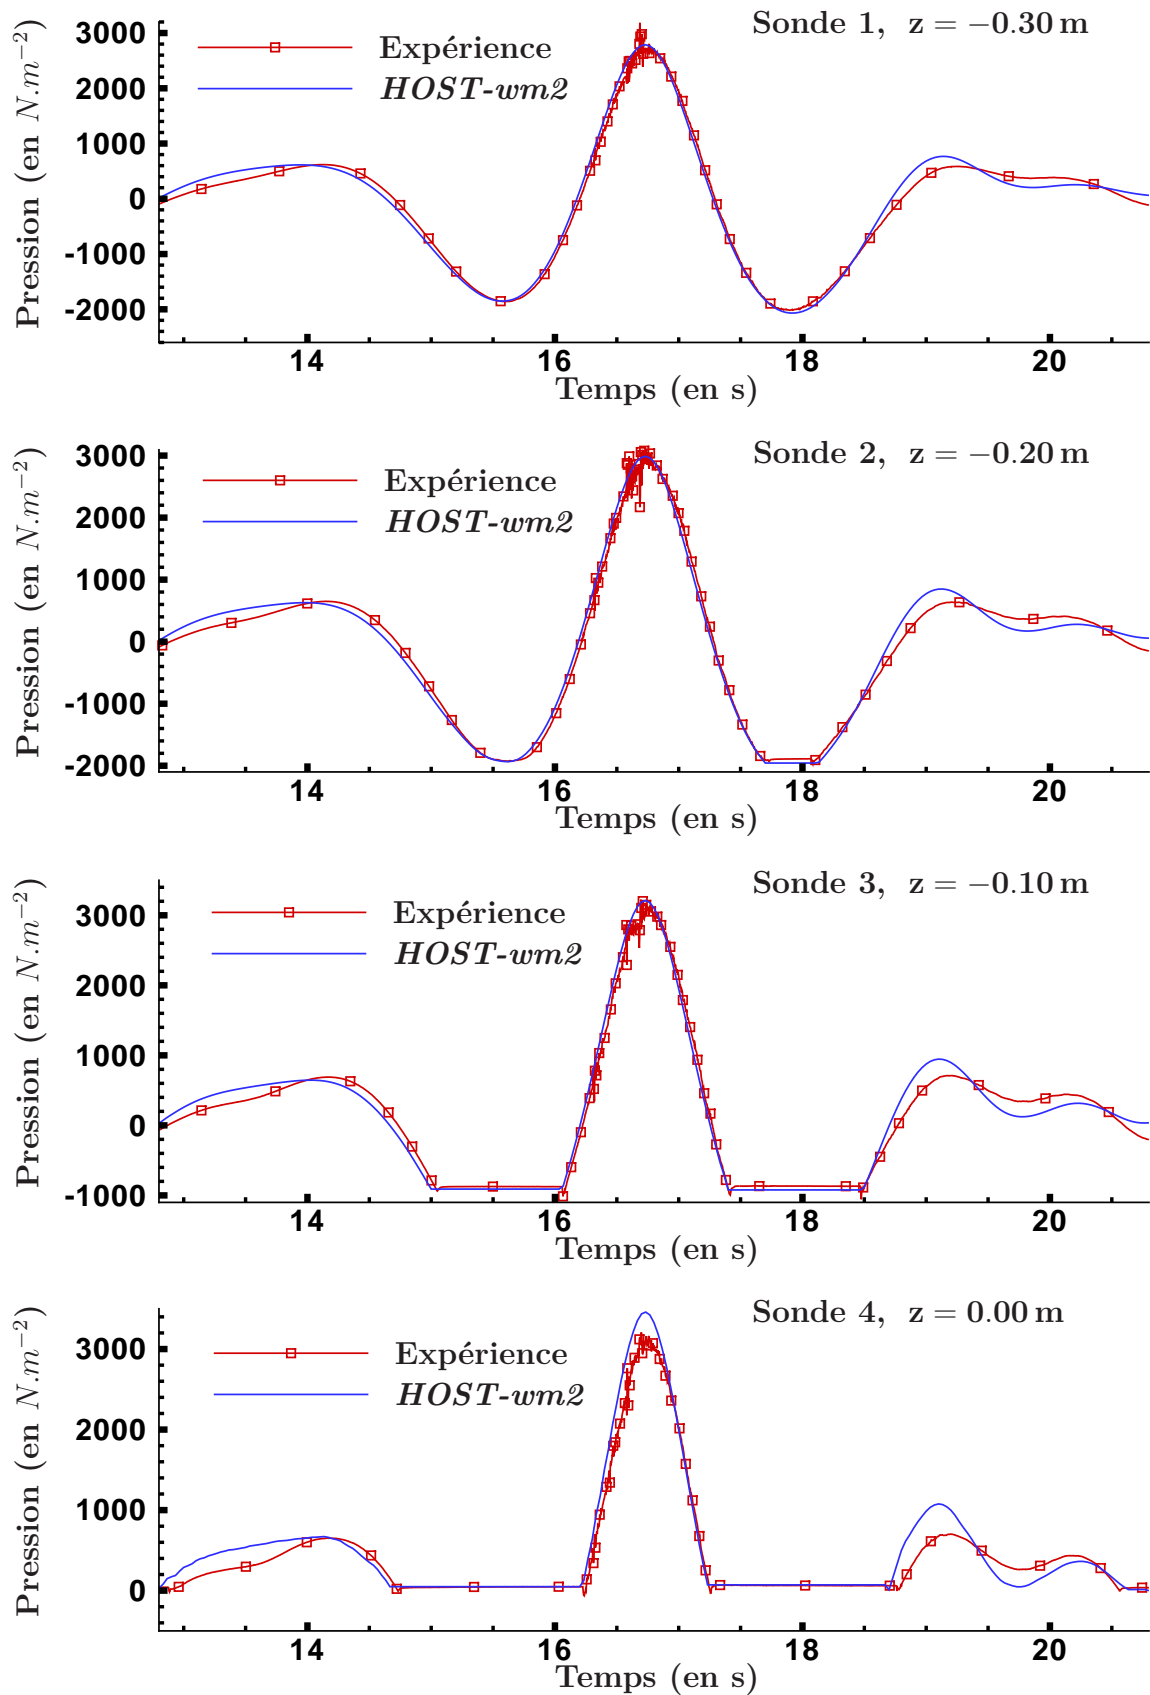 Sonde 1, z = −0.30 m
Expérience
HOST-wm2
Pression (en N.m⁻²)
3000
2000
1000
0
-1000
-2000
14 16 18 20
Temps (en s)
Sonde 2, z = −0.20 m
Expérience
HOST-wm2
Pression (en N.m⁻²)
3000
2000
1000
0
-1000
-2000
14 16 18 20
Temps (en s)
Sonde 3, z = −0.10 m
Expérience
HOST-wm2
Pression (en N.m⁻²)
3000
2000
1000
0
-1000
14 16 18 20
Temps (en s)
Sonde 4, z = 0.00 m
Expérience
HOST-wm2
Pression (en N.m⁻²)
3000
2000
1000
0
14 16 18 20
Temps (en s)